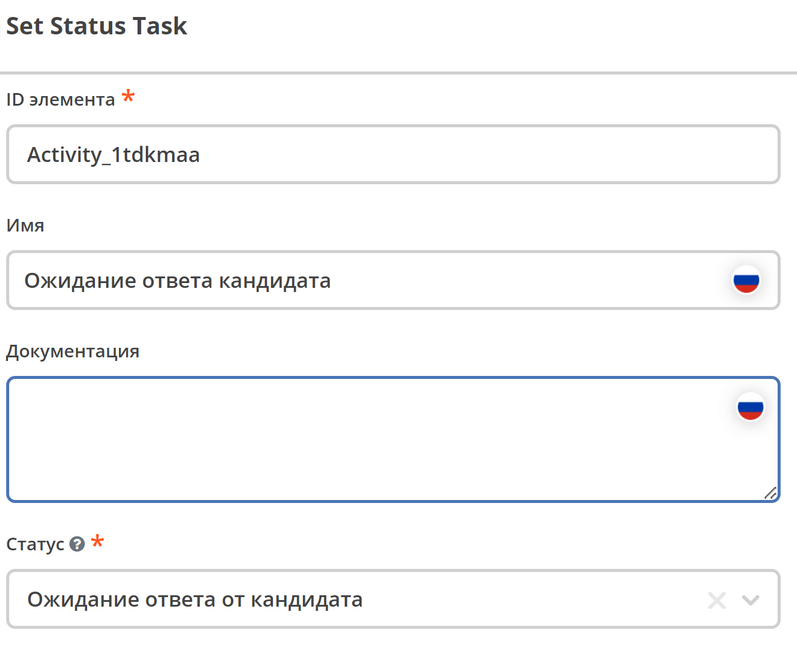 Set Status Task
ID элемента *
Activity_1tdkmaa
Имя
Ожидание ответа кандидата
Документация
Статус ? *
Ожидание ответа от кандидата